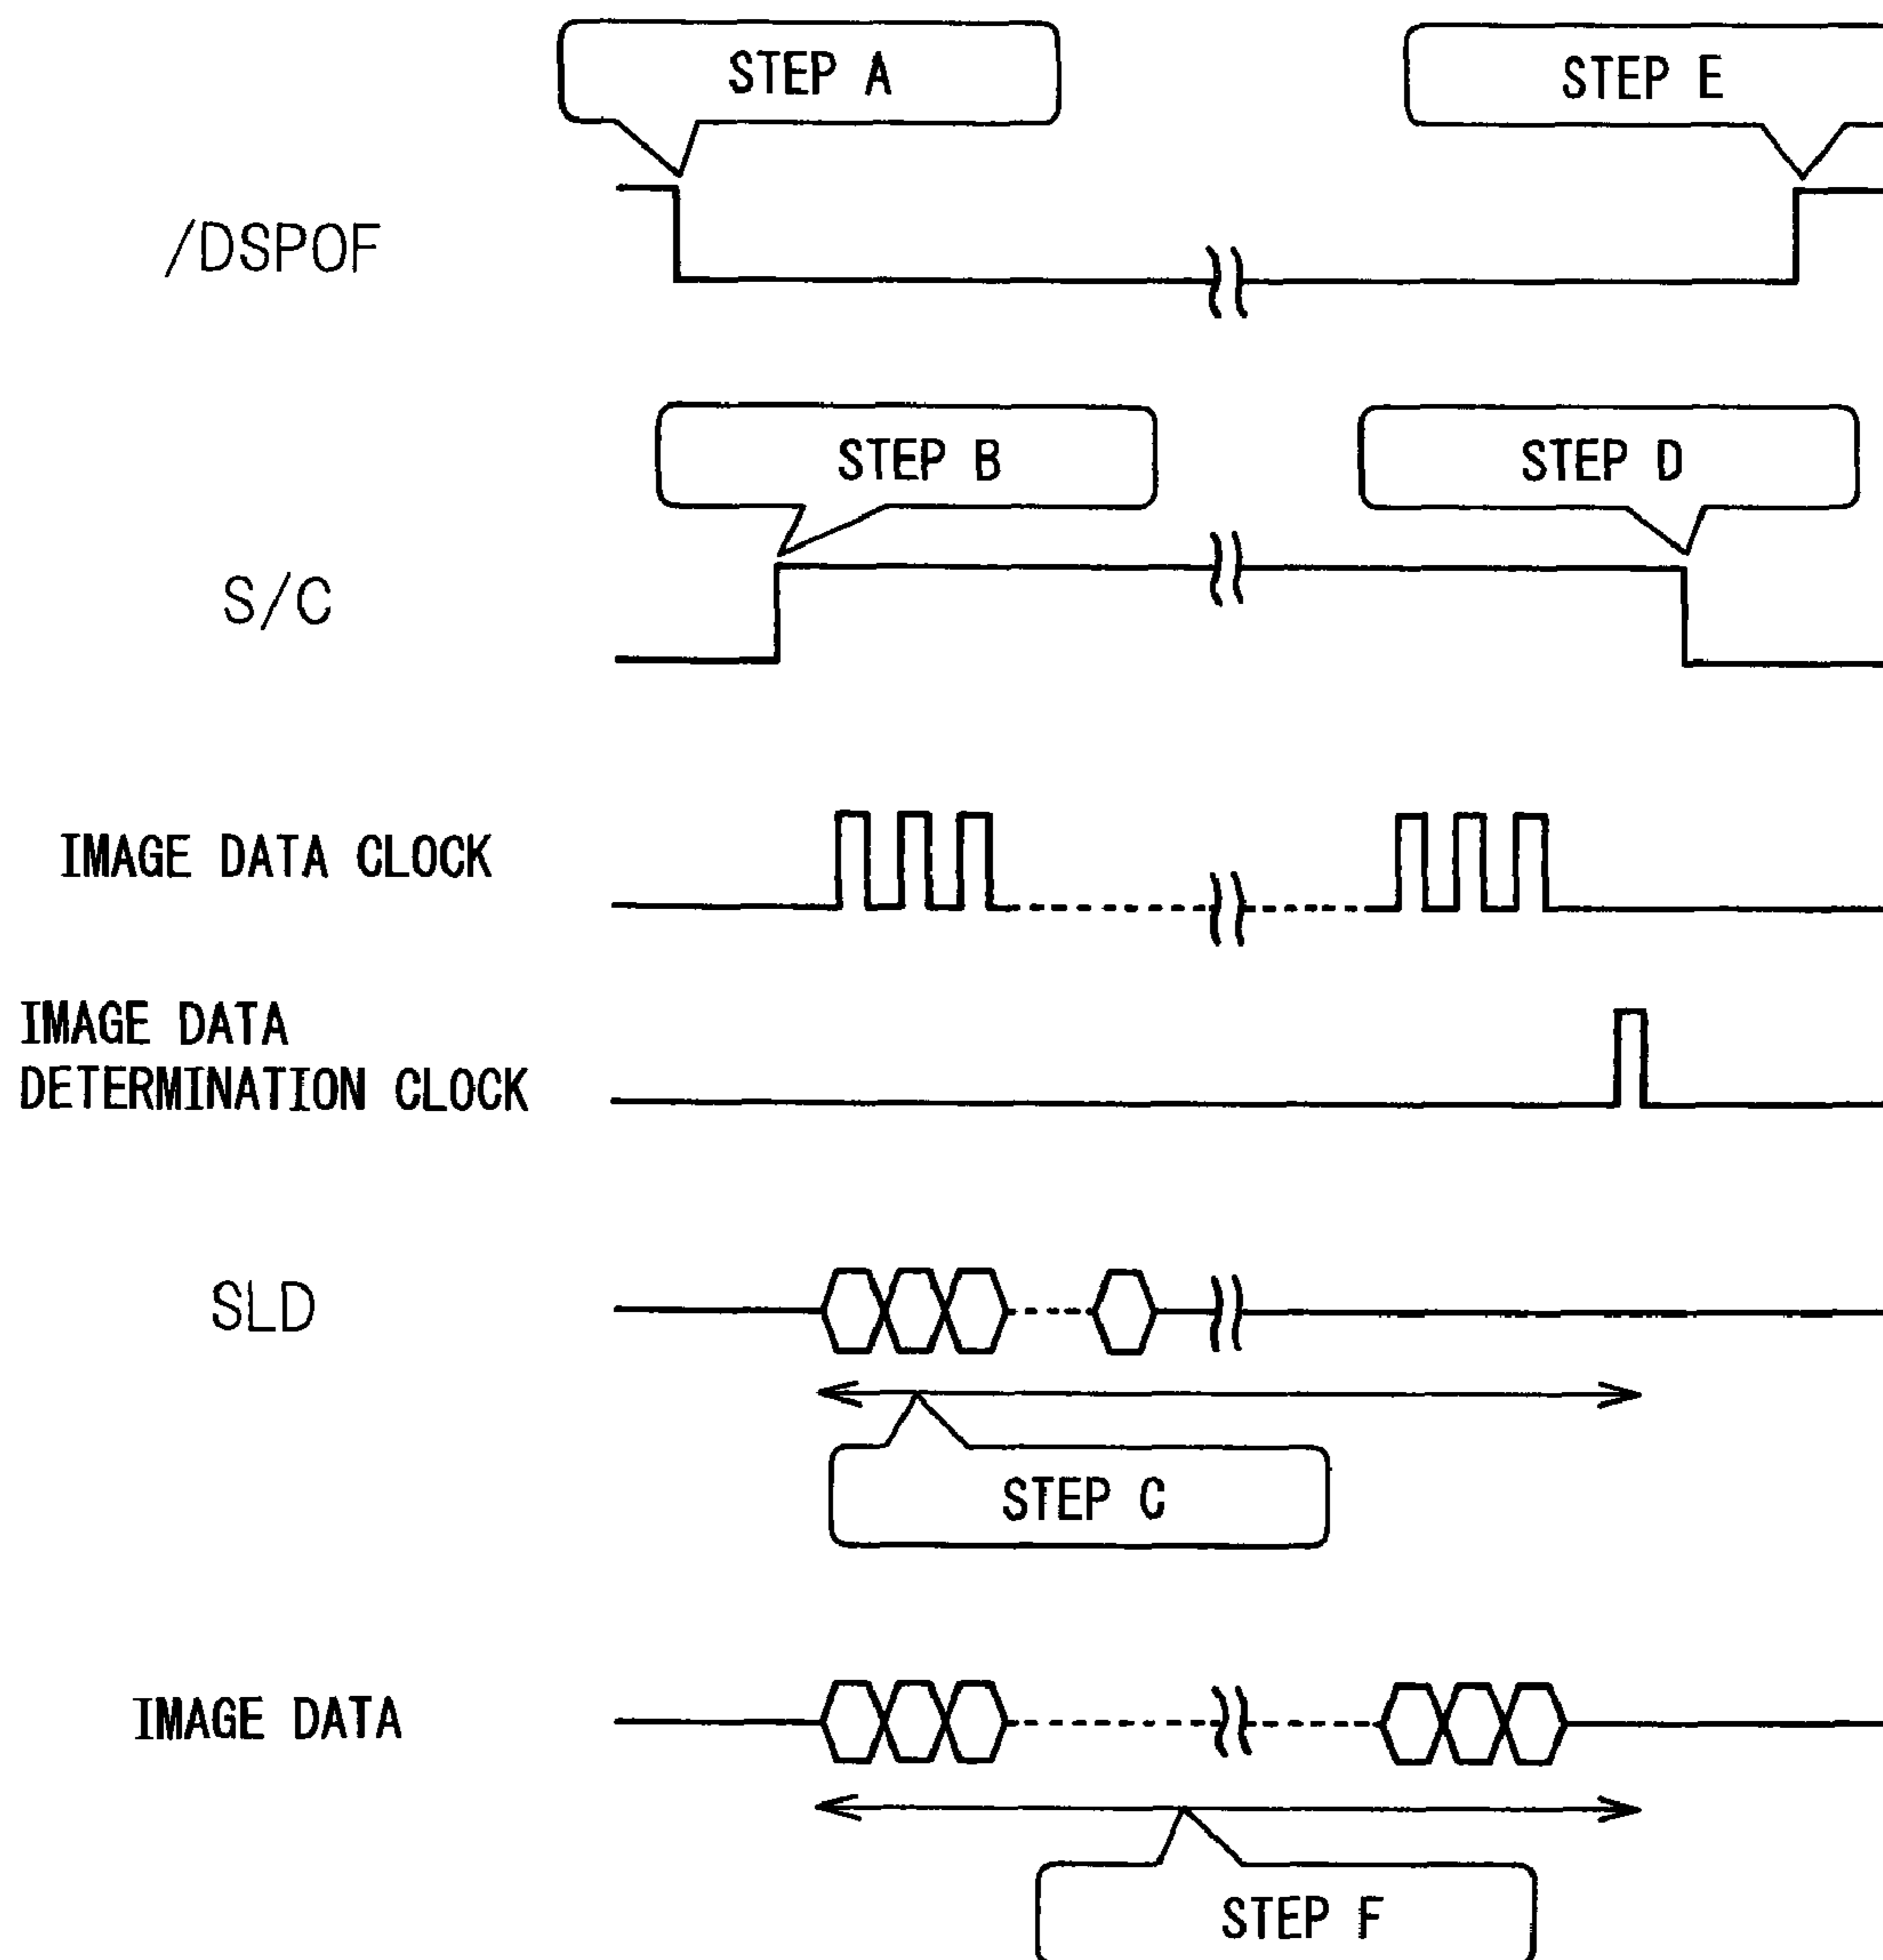 STEP A
STEP E
/DSPOF
STEP B
STEP D
S/C
IMAGE DATA CLOCK
IMAGE DATA
DETERMINATION CLOCK
SLD
STEP C
IMAGE DATA
STEP F